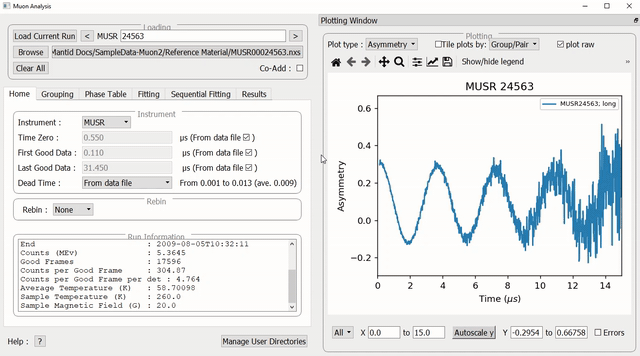 Muon Analysis
Loading
Load Current Run < MUSR 24563 >
Browse Mantid Docs/SampleData-Muon2/Reference Material/MUSR00024563.nxs
Clear All Co-Add :
Home Grouping Phase Table Fitting Sequential Fitting Results
Instrument
Instrument : MUSR
Time Zero : 0.550 µs (From data file )
First Good Data : 0.110 µs (From data file )
Last Good Data : 31.450 µs (From data file )
Dead Time : From data file From 0.001 to 0.013 (ave. 0.009)
Rebin
Rebin : None
Run Information
End : 2009-08-05T10:32:11
Counts (MEv) : 5.3645
Good Frames : 17596
Counts per Good Frame : 304.87
Counts per Good Frame per det : 4.764
Average Temperature (K) : 58.70098
Sample Temperature (K) : 260.0
Sample Magnetic Field (G) : 20.0
Help : ? Manage User Directories
Plotting Window
Plotting
Plot type : Asymmetry Tile plots by: Group/Pair plot raw
Show/hide legend »
MUSR 24563
MUSR24563; long
Asymmetry
0.6
0.4
0.2
0.0
−0.2
0 2 4 6 8 10 12 14
Time (µs)
All X 0.0 to 15.0 Autoscale y Y -0.2954 to 0.66758 Errors